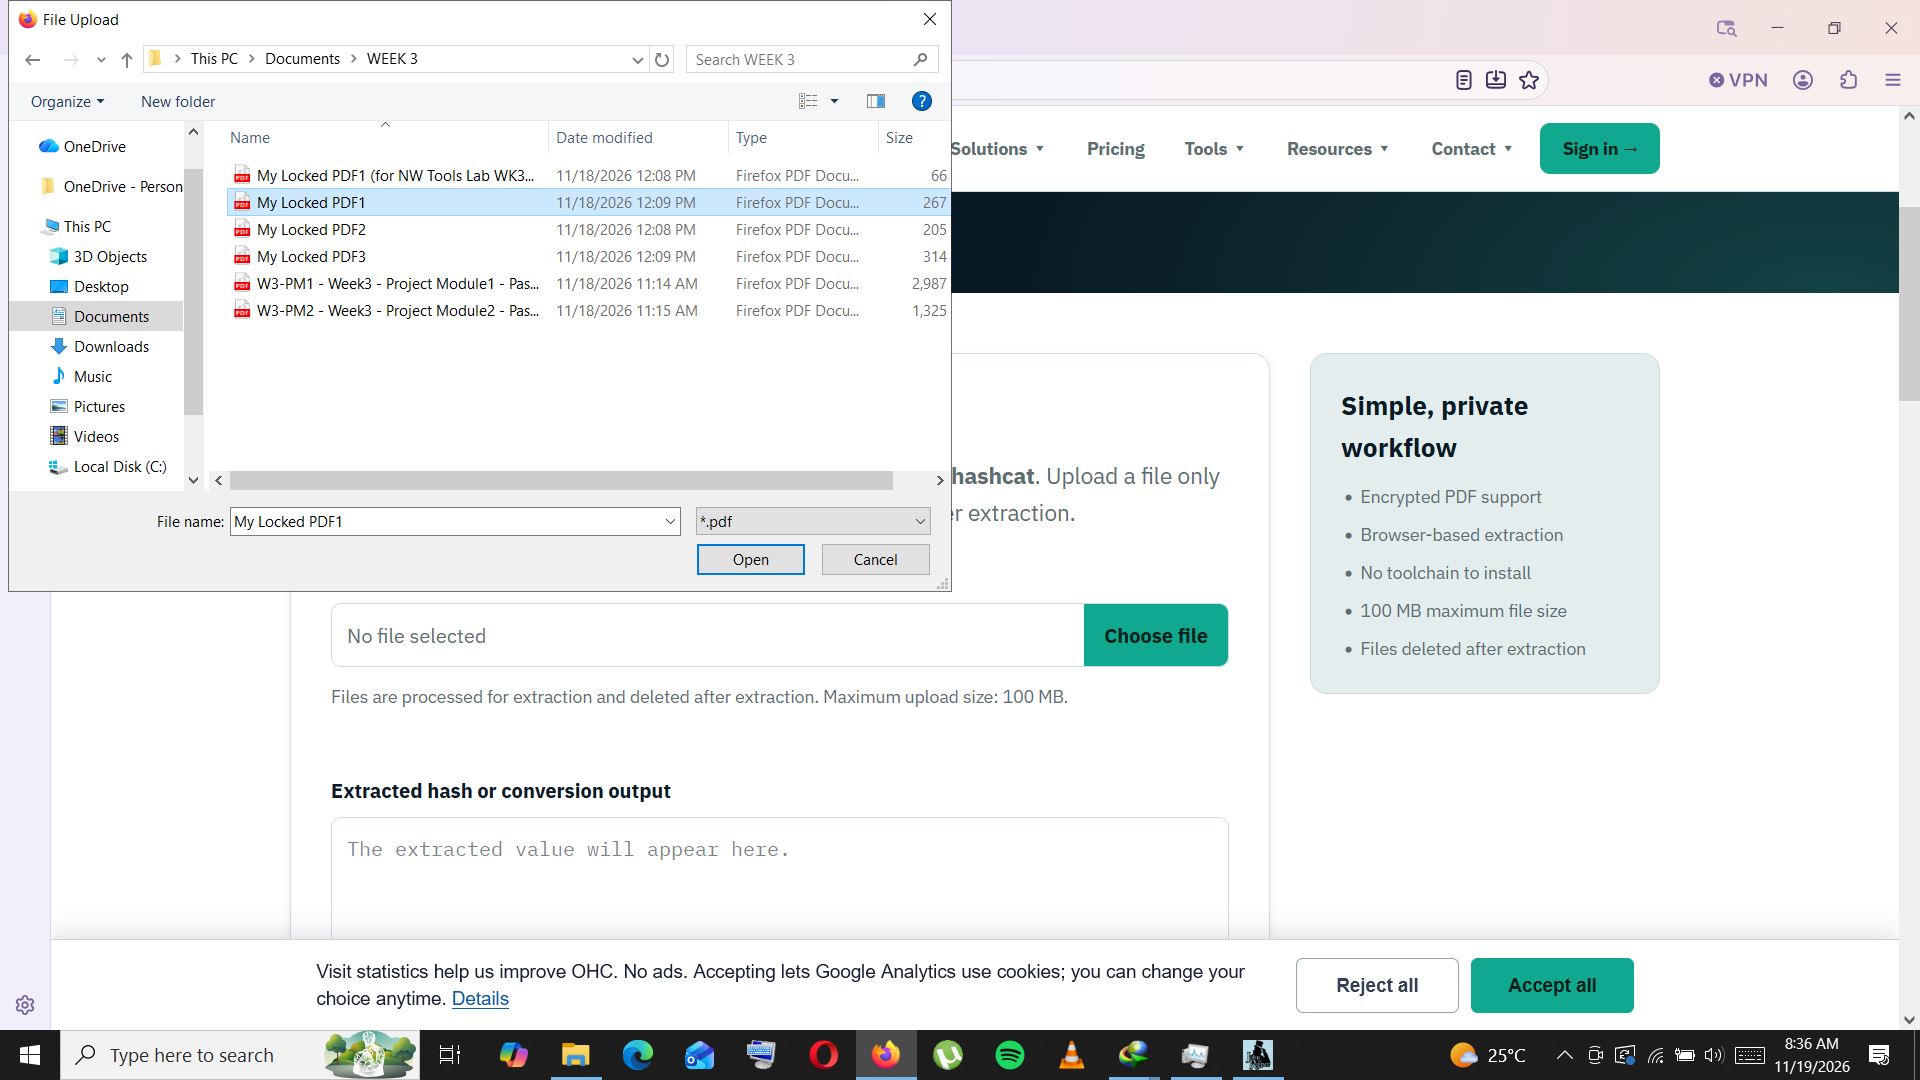 File Upload
This PC > Documents > WEEK 3
Search WEEK 3
Organize
New folder
Name
Date modified
Type
Size
My Locked PDF1 (for NW Tools Lab WK3... 11/18/2026 12:08 PM Firefox PDF Docu... 66
My Locked PDF1 11/18/2026 12:09 PM Firefox PDF Docu... 267
My Locked PDF2 11/18/2026 12:08 PM Firefox PDF Docu... 205
My Locked PDF3 11/18/2026 12:09 PM Firefox PDF Docu... 314
W3-PM1 - Week3 - Project Module1 - Pas... 11/18/2026 11:14 AM Firefox PDF Docu... 2,987
W3-PM2 - Week3 - Project Module2 - Pas... 11/18/2026 11:15 AM Firefox PDF Docu... 1,325
OneDrive
OneDrive - Person
This PC
3D Objects
Desktop
Documents
Downloads
Music
Pictures
Videos
Local Disk (C:)
File name: My Locked PDF1
*.pdf
Open
Cancel
VPN
Solutions
Pricing
Tools
Resources
Contact
Sign in →
hashcat. Upload a file only
r extraction.
No file selected
Choose file
Files are processed for extraction and deleted after extraction. Maximum upload size: 100 MB.
Extracted hash or conversion output
The extracted value will appear here.
Simple, private
workflow
• Encrypted PDF support
• Browser-based extraction
• No toolchain to install
• 100 MB maximum file size
• Files deleted after extraction
Visit statistics help us improve OHC. No ads. Accepting lets Google Analytics use cookies; you can change your
choice anytime. Details
Reject all
Accept all
Type here to search
25°C
8:36 AM
11/19/2026